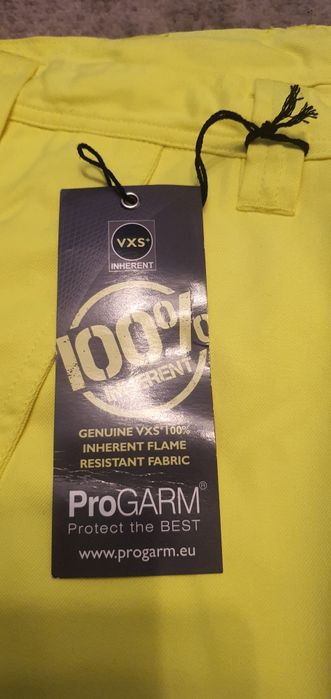 VXS+
INHERENT
100%
INHERENT
GENUINE VXS+100%
INHERENT FLAME
RESISTANT FABRIC
ProGARM®
Protect the BEST
www.progarm.eu